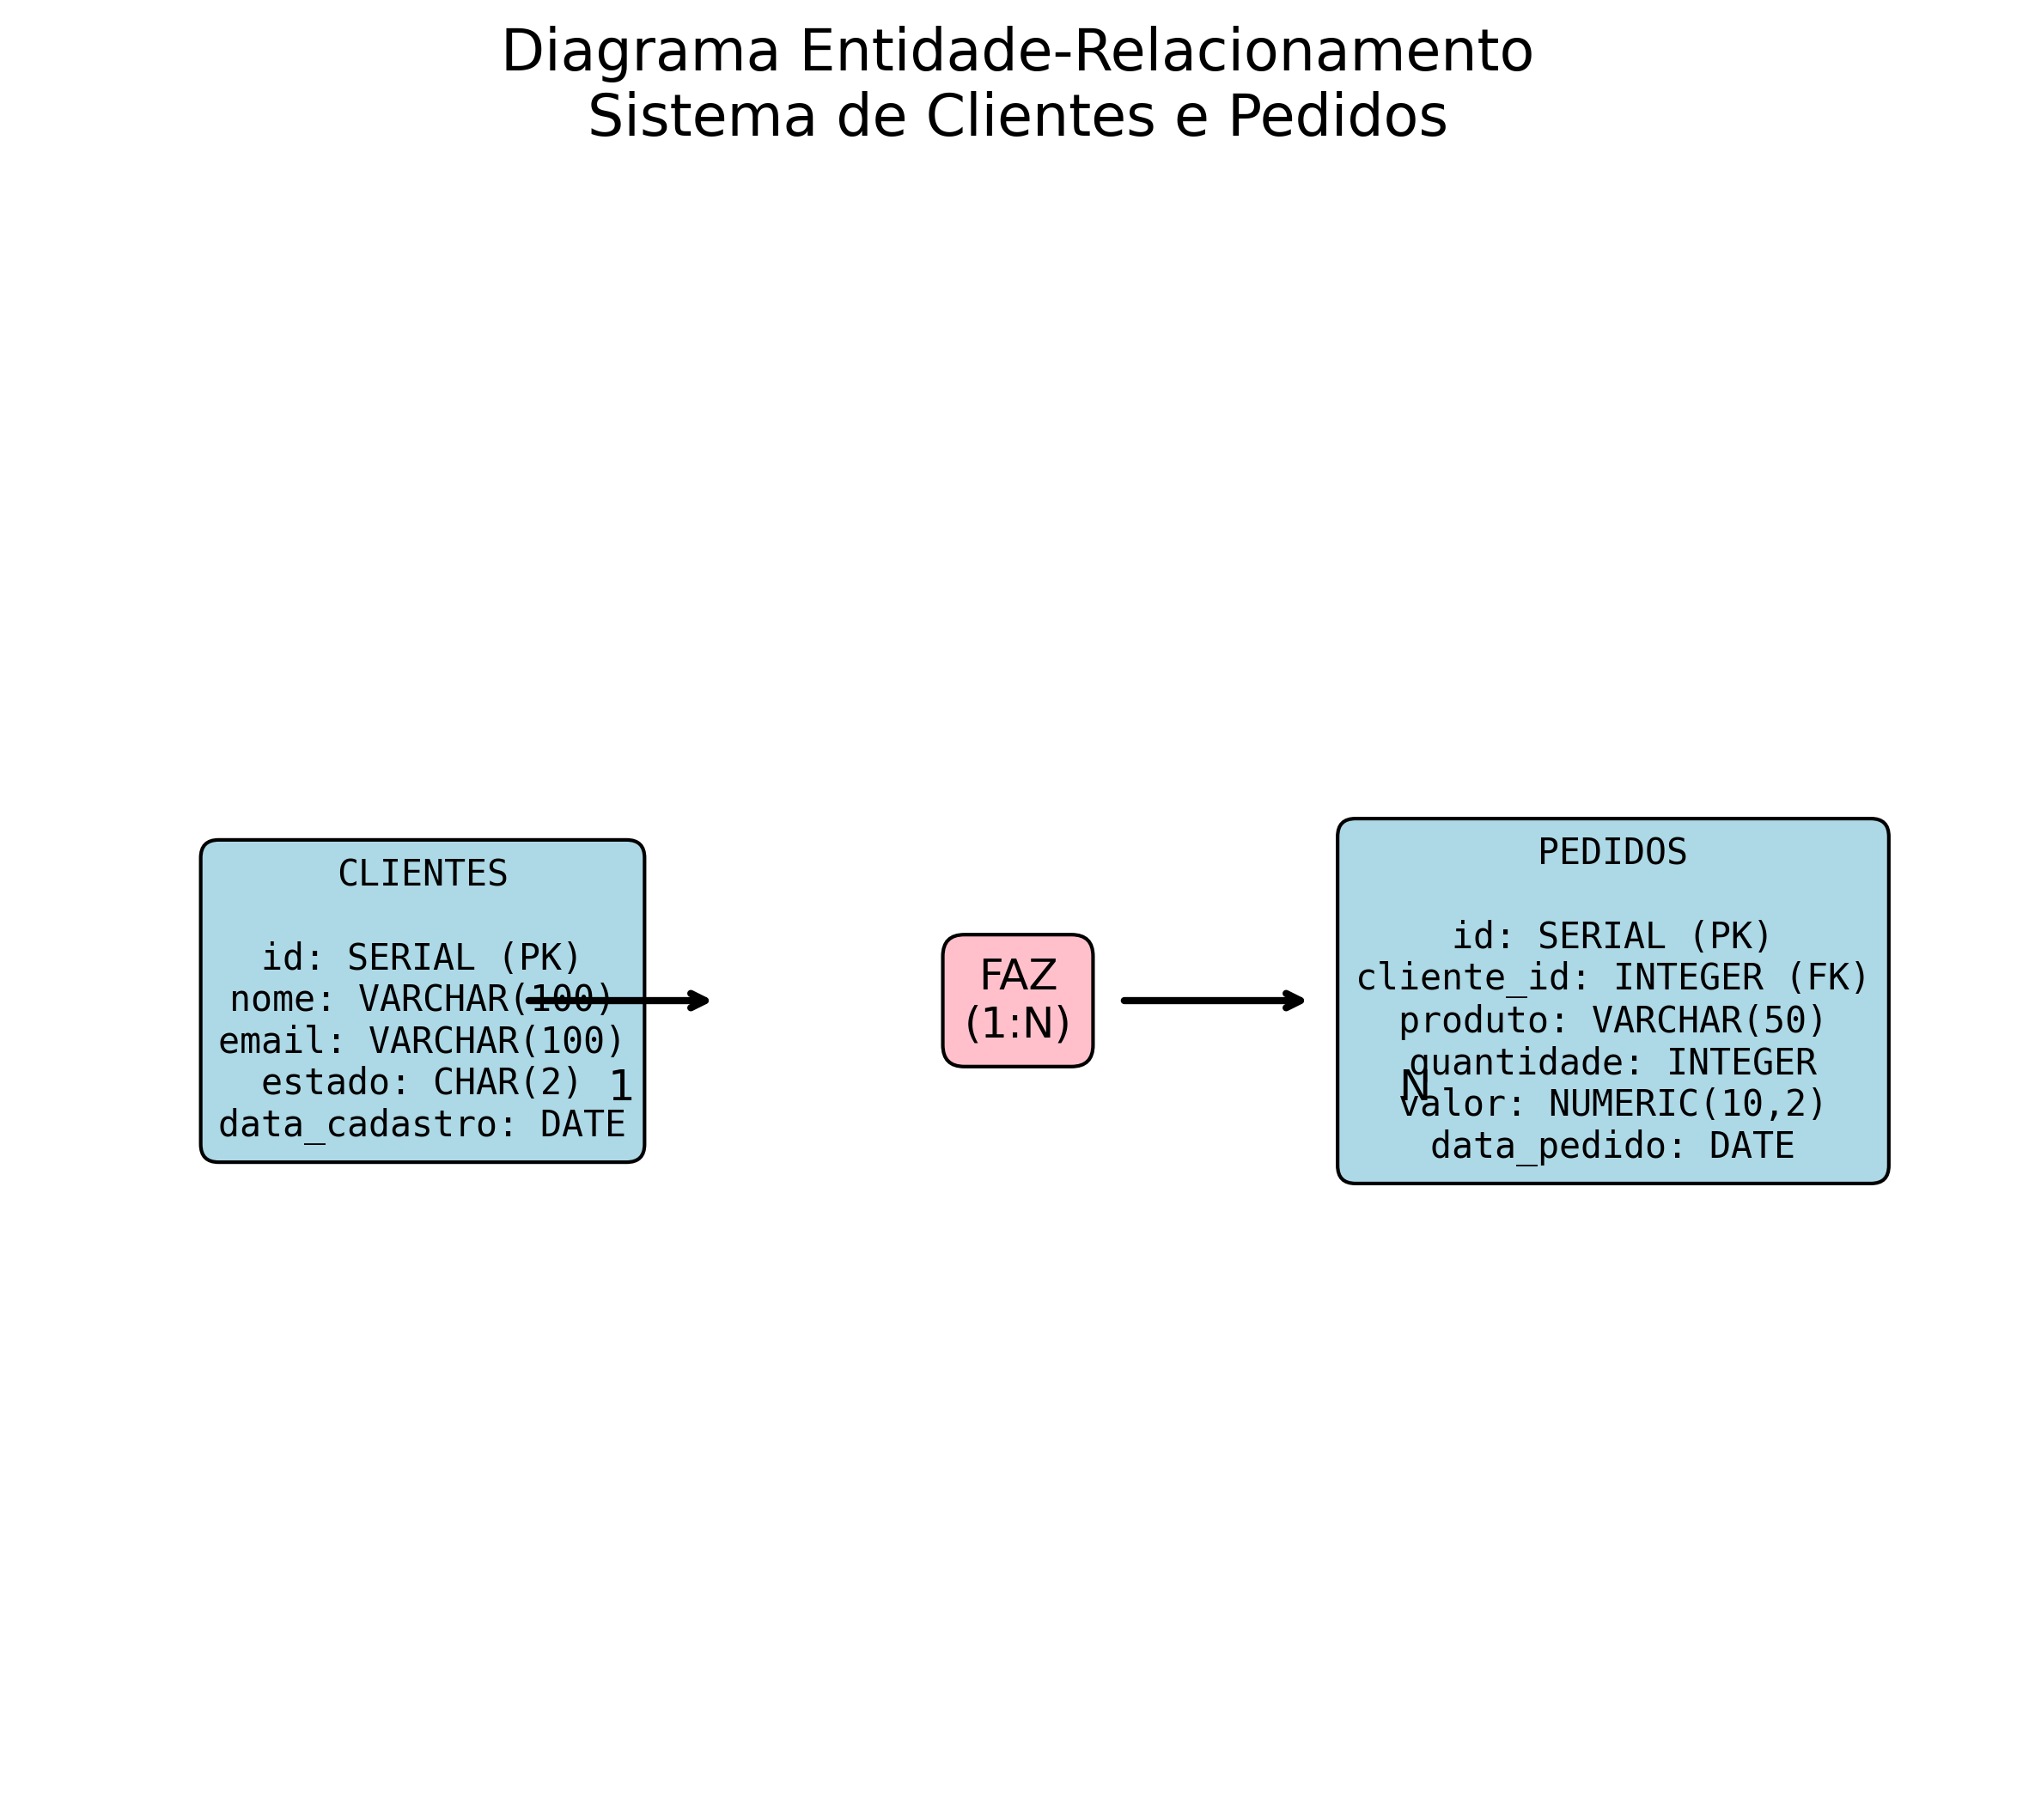 Diagrama Entidade-Relacionamento
Sistema de Clientes e Pedidos
CLIENTES
id: SERIAL (PK)
nome: VARCHAR(100)
email: VARCHAR(100)
estado: CHAR(2)
data_cadastro: DATE
1
FAZ
(1:N)
N
PEDIDOS
id: SERIAL (PK)
cliente_id: INTEGER (FK)
produto: VARCHAR(50)
quantidade: INTEGER
valor: NUMERIC(10,2)
data_pedido: DATE